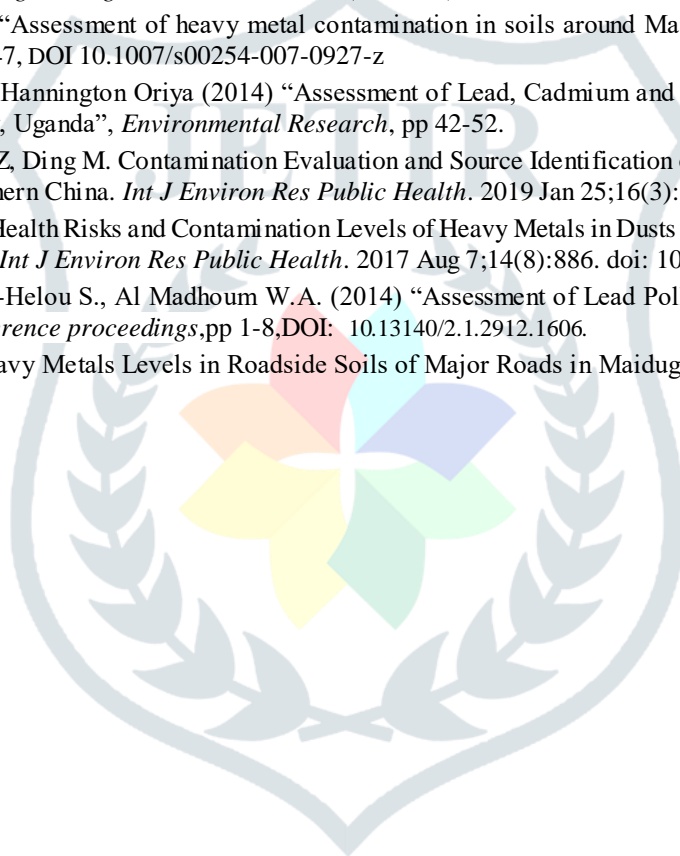 “Assessment of heavy metal contamination in soils around Ma
-7, DOI 10.1007/s00254-007-0927-z
Hannington Oriya (2014) “Assessment of Lead, Cadmium and
, Uganda”, Environmental Research, pp 42-52.
Z, Ding M. Contamination Evaluation and Source Identification
hern China. Int J Environ Res Public Health. 2019 Jan 25;16(3):
Health Risks and Contamination Levels of Heavy Metals in Dusts
Int J Environ Res Public Health. 2017 Aug 7;14(8):886. doi: 10
-Helou S., Al Madhoum W.A. (2014) “Assessment of Lead Pol
rence proceedings,pp 1-8,DOI: 10.13140/2.1.2912.1606.
avy Metals Levels in Roadside Soils of Major Roads in Maidug
JETIR